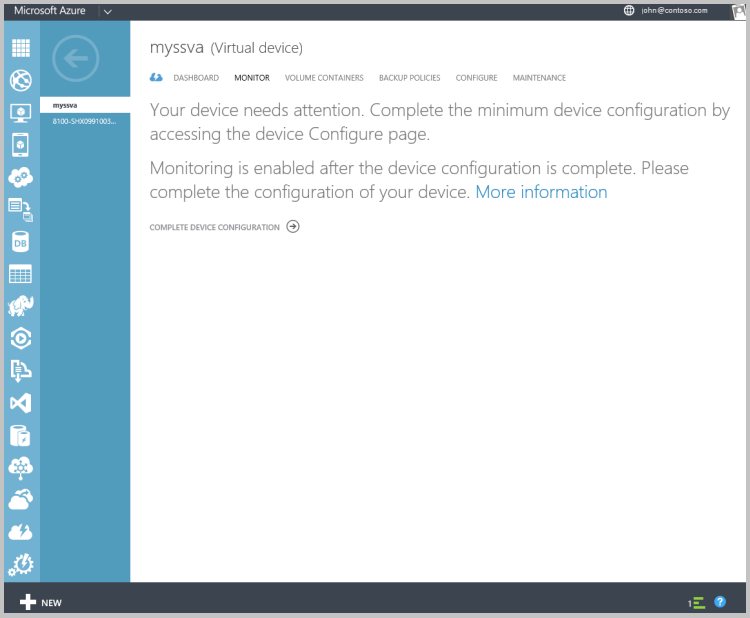 Microsoft Azure
john@contoso.com
myssva
8100-SHX0991003...
DB
myssva (Virtual device)
DASHBOARD MONITOR VOLUME CONTAINERS BACKUP POLICIES CONFIGURE MAINTENANCE
Your device needs attention. Complete the minimum device configuration by
accessing the device Configure page.
Monitoring is enabled after the device configuration is complete. Please
complete the configuration of your device. More information
COMPLETE DEVICE CONFIGURATION
NEW
1
?